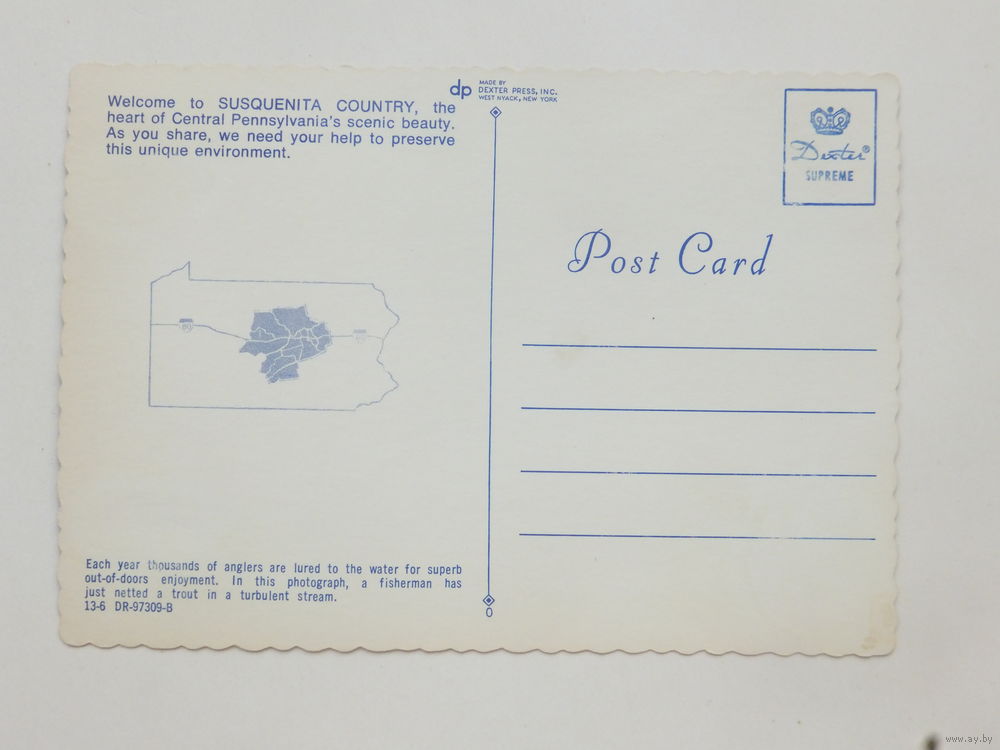 Welcome to SUSQUENITA COUNTRY, the
heart of Central Pennsylvania's scenic beauty.
As you share, we need your help to preserve
this unique environment.
80
Each year thousands of anglers are lured to the water for superb
out-of-doors enjoyment. In this photograph, a fisherman has
just netted a trout in a turbulent stream.
13-6 DR-97309-B
dp
MADE BY
DEXTER PRESS, INC.
WEST NYACK, NEW YORK
0
Dexter®
SUPREME
Post Card
www.ay.by